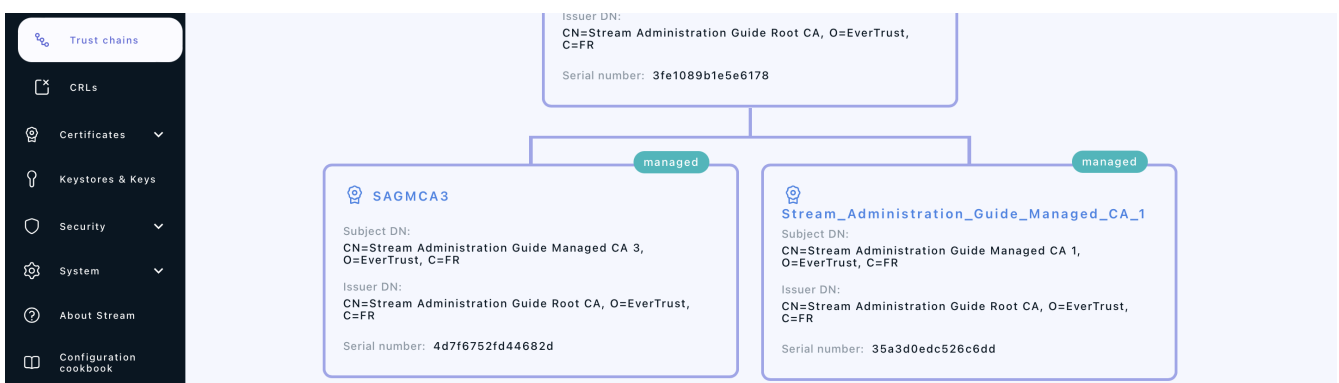 Trust chains
CRLs
Certificates
Keystores & Keys
Security
System
About Stream
Configuration
cookbook
Issuer DN:
CN=Stream Administration Guide Root CA, O=EverTrust,
C=FR
Serial number: 3fe1089b1e5e6178
managed
SAGMCA3
Subject DN:
CN=Stream Administration Guide Managed CA 3,
O=EverTrust, C=FR
Issuer DN:
CN=Stream Administration Guide Root CA, O=EverTrust,
C=FR
Serial number: 4d7f6752fd44682d
managed
Stream_Administration_Guide_Managed_CA_1
Subject DN:
CN=Stream Administration Guide Managed CA 1,
O=EverTrust, C=FR
Issuer DN:
CN=Stream Administration Guide Root CA, O=EverTrust,
C=FR
Serial number: 35a3d0edc526c6dd